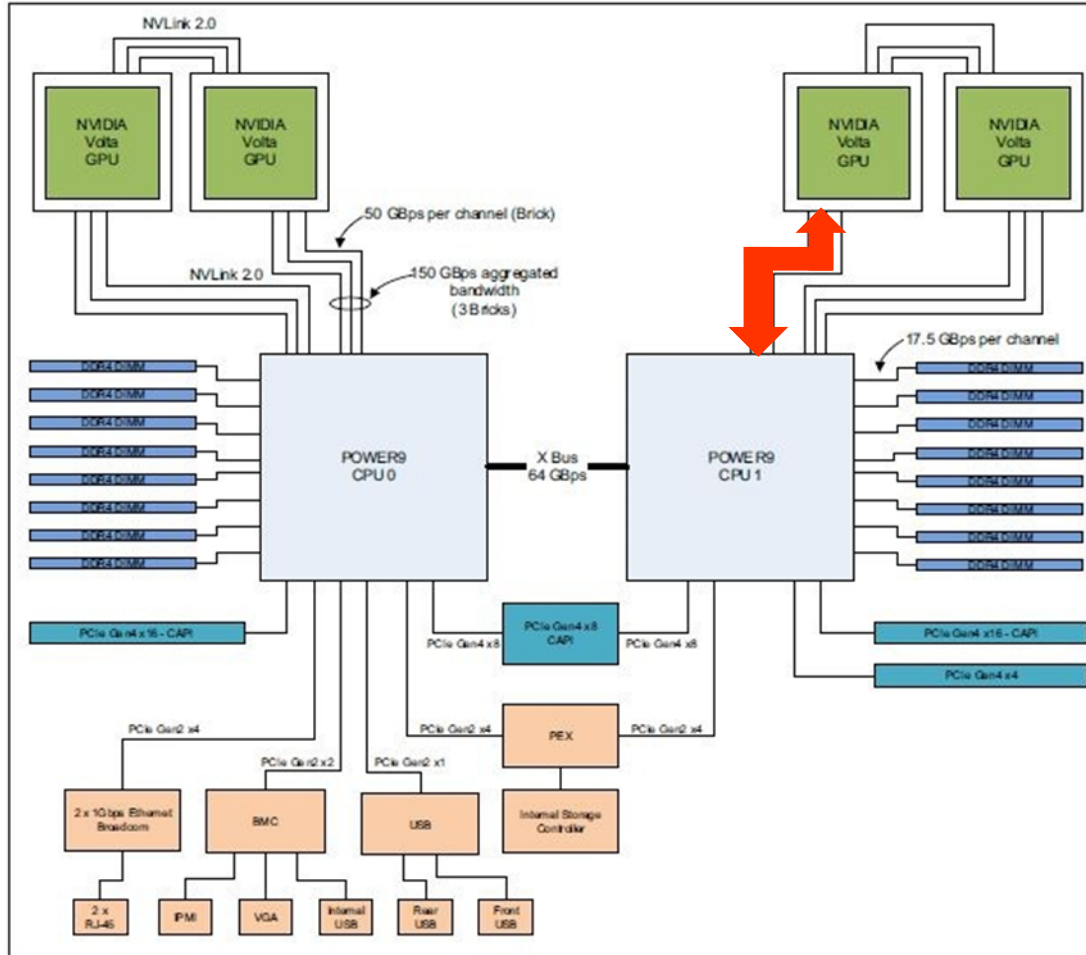 NVLink 2.0
NVIDIA
Volta
GPU
NVIDIA
Volta
GPU
NVIDIA
Volta
GPU
NVIDIA
Volta
GPU
50 GBps per channel (Brick)
NVLink 2.0
150 GBps aggregated
bandwidth
(3 Bricks)
17.5 GBps per channel
DDR4 DIMM
DDR4 DIMM
DDR4 DIMM
DDR4 DIMM
DDR4 DIMM
DDR4 DIMM
DDR4 DIMM
DDR4 DIMM
POWER9
CPU 0
X Bus
64 GBps
POWER9
CPU 1
DDR4 DIMM
DDR4 DIMM
DDR4 DIMM
DDR4 DIMM
DDR4 DIMM
DDR4 DIMM
DDR4 DIMM
DDR4 DIMM
PCIe Gen4 x16 - CAPI
PCIe Gen4 x8
PCIe Gen4 x8
CAPI
PCIe Gen4 x8
PCIe Gen4 x16 - CAPI
PCIe Gen4 x4
PCIe Gen2 x4
PCIe Gen2 x2
PCIe Gen2 x1
PCIe Gen2 x4
PEX
PCIe Gen2 x4
2 x 1Gbps Ethernet
Broadcom
BMC
USB
Internal Storage
Controller
2 x
RJ-45
IPMI
VGA
Internal
USB
Rear
USB
Front
USB